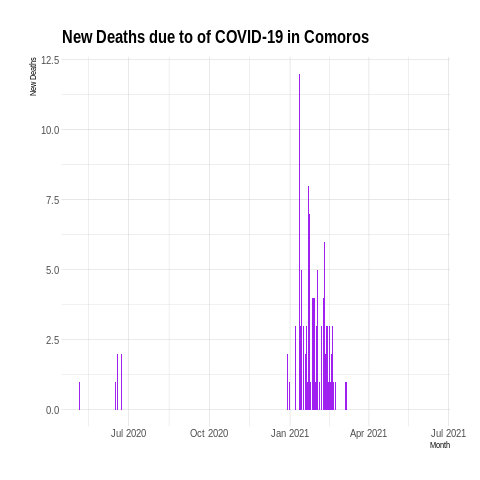 New Deaths due to of COVID-19 in Comoros
New Deaths
12.5
10.0
7.5
5.0
2.5
0.0
Jul 2020 Oct 2020 Jan 2021 Apr 2021 Jul 2021
Month